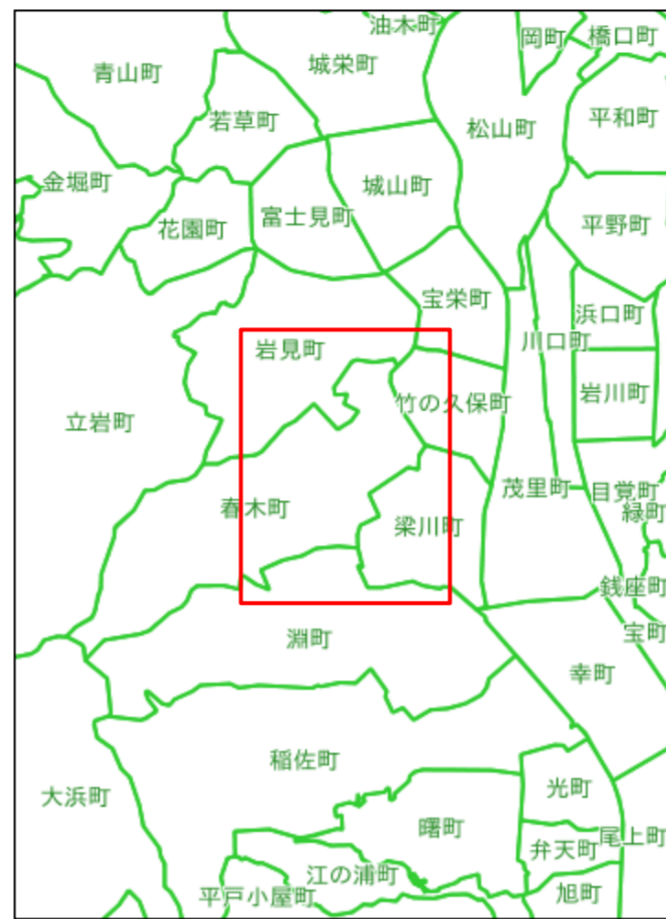 油木町
岡町
橋口町
城栄町
青山町
若草町
松山町
平和町
金堀町
城山町
花園町
富士見町
平野町
宝栄町
浜口町
川口町
岩見町
岩川町
竹の久保町
立岩町
茂里町
目覚町
春木町
緑町
梁川町
銭座町
宝町
淵町
幸町
稲佐町
光町
大浜町
曙町
尾上町
弁天町
江の浦町
平戸小屋町
旭町